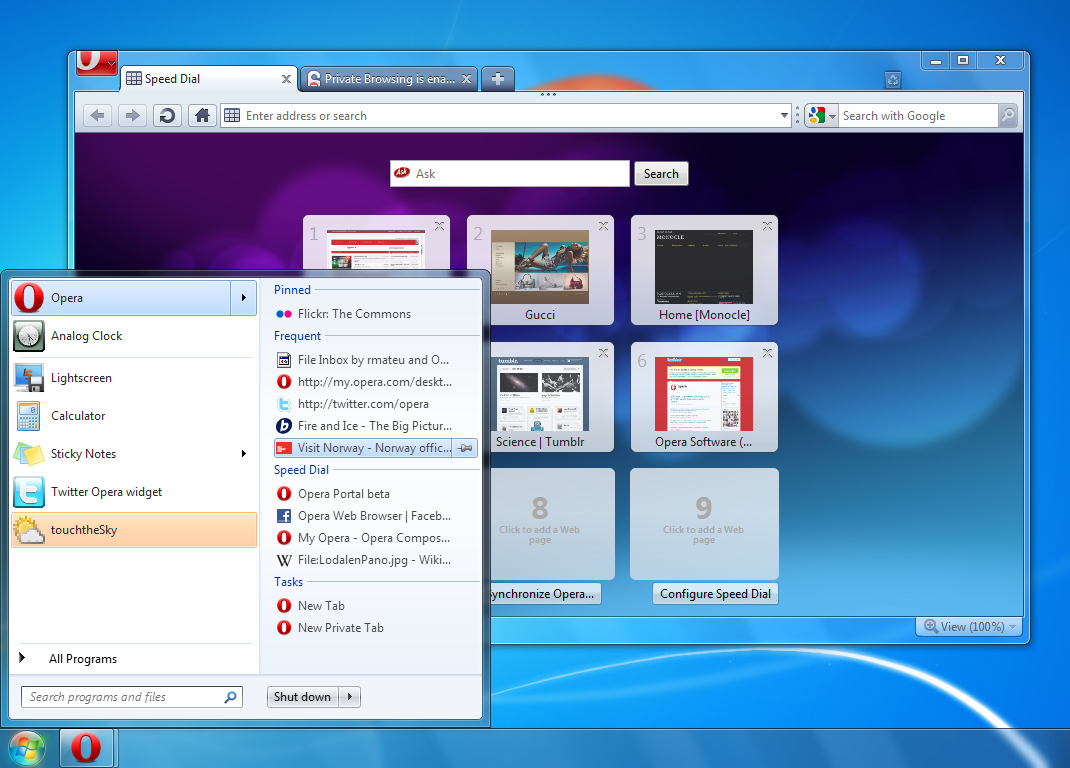 Speed Dial
Private Browsing is ena...
Enter address or search
Search with Google
Ask
Ask
Search
1
2
Gucci
3
MONOCLE
Home [Monocle]
tumblr.
Science | Tumblr
6
Opera Software (...
8
Click to add a Web
page
9
Click to add a Web
page
ynchronize Opera...
Configure Speed Dial
View (100%)
Opera
Analog Clock
Lightscreen
Calculator
Sticky Notes
Twitter Opera widget
touchtheSky
All Programs
Search programs and files
Shut down
Pinned
Flickr: The Commons
Frequent
File Inbox by rmateu and O...
http://my.opera.com/deskt...
http://twitter.com/opera
Fire and Ice - The Big Pictur...
Visit Norway - Norway offic...
Speed Dial
Opera Portal beta
Opera Web Browser | Faceb...
My Opera - Opera Compos...
File:LodalenPano.jpg - Wiki...
Tasks
New Tab
New Private Tab